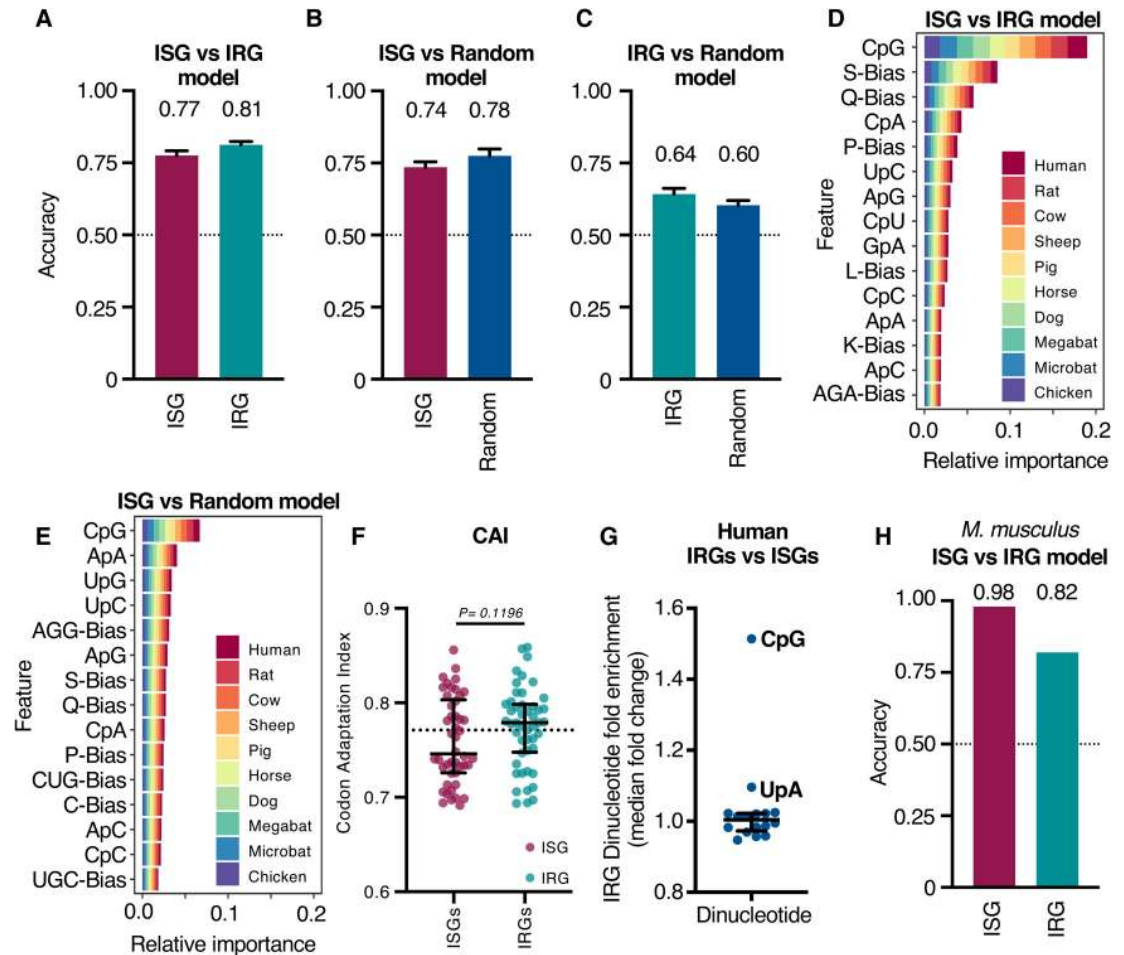 A
ISG vs IRG
model
1.00
0.75
0.50
0.25
0
Accuracy
0.77
0.81
ISG
IRG
B
ISG vs Random
model
1.00
0.75
0.50
0.25
0
0.74
0.78
ISG
Random
C
IRG vs Random
model
1.00
0.75
0.50
0.25
0
0.64
0.60
IRG
Random
D
ISG vs IRG model
Feature
CpG
S-Bias
Q-Bias
CpA
P-Bias
UpC
ApG
CpU
GpA
L-Bias
CpC
ApA
K-Bias
ApC
AGA-Bias
Human
Rat
Cow
Sheep
Pig
Horse
Dog
Megabat
Microbat
Chicken
0.0 0.1 0.2
Relative importance
E
ISG vs Random model
Feature
CpG
ApA
UpG
UpC
AGG-Bias
ApG
S-Bias
Q-Bias
CpA
P-Bias
CUG-Bias
C-Bias
ApC
CpC
UGC-Bias
Human
Rat
Cow
Sheep
Pig
Horse
Dog
Megabat
Microbat
Chicken
0.0 0.1 0.2
Relative importance
F
CAI
P= 0.1196
Codon Adaptation Index
0.9
0.8
0.7
0.6
ISG
IRG
ISGs
IRGs
G
Human
IRGs vs ISGs
IRG Dinucleotide fold enrichment
(median fold change)
1.6
1.4
1.2
1.0
0.8
CpG
UpA
Dinucleotide
H
M. musculus
ISG vs IRG model
Accuracy
1.00
0.75
0.50
0.25
0
0.98
0.82
ISG
IRG